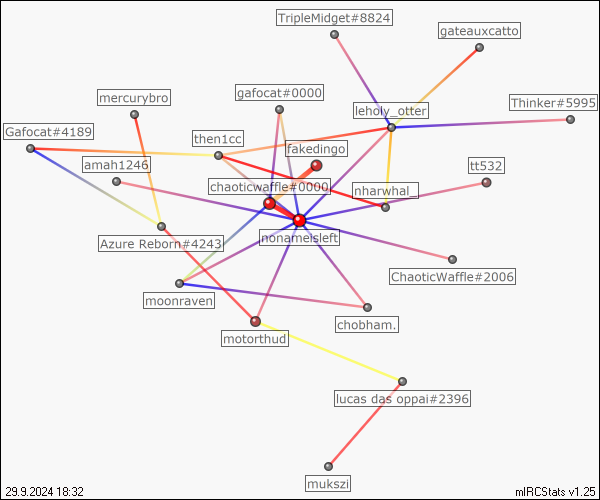 TripleMidget#8824
gateauxcatto
mercurybro
gafocat#0000
leholy_otter
Thinker#5995
Gafocat#4189
then1cc
fakedingo
amah1246
tt532
chaoticwaffle#0000
nharwhal_
Azure Reborn#4243
nonameisleft
ChaoticWaffle#2006
moonraven
chobham.
motorthud
lucas das oppai#2396
mukszi
29.9.2024 18:32
mIRCStats v1.25